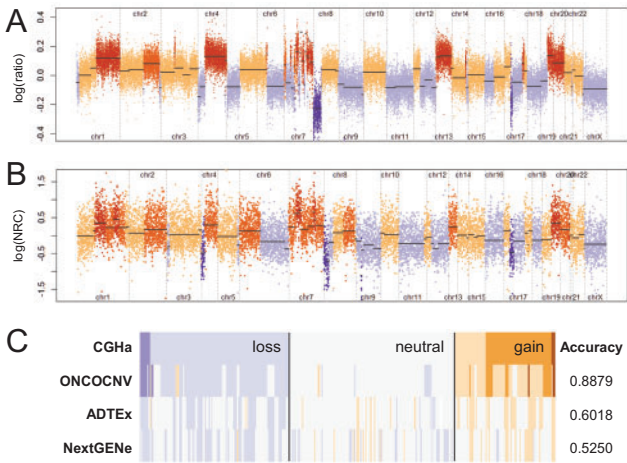 A
chr2 chr4 chr6 chr8 chr10 chr12 chr14 chr16 chr18 chr20 chr22
0.4
0.2
0.0
-0.2
-0.4
log(ratio)
chr1 chr3 chr5 chr7 chr9 chr11 chr13 chr15 chr17 chr19 chr21 chrX
B
chr2 chr4 chr6 chr8 chr10 chr12 chr14 chr16 chr18 chr20 chr22
1.5
0.5
-0.5
-1.5
log(NRC)
chr1 chr3 chr5 chr7 chr9 chr11 chr13 chr15 chr17 chr19 chr21 chrX
C
CGHa loss neutral gain Accuracy
ONCOCNV 0.8879
ADTEx 0.6018
NextGENe 0.5250